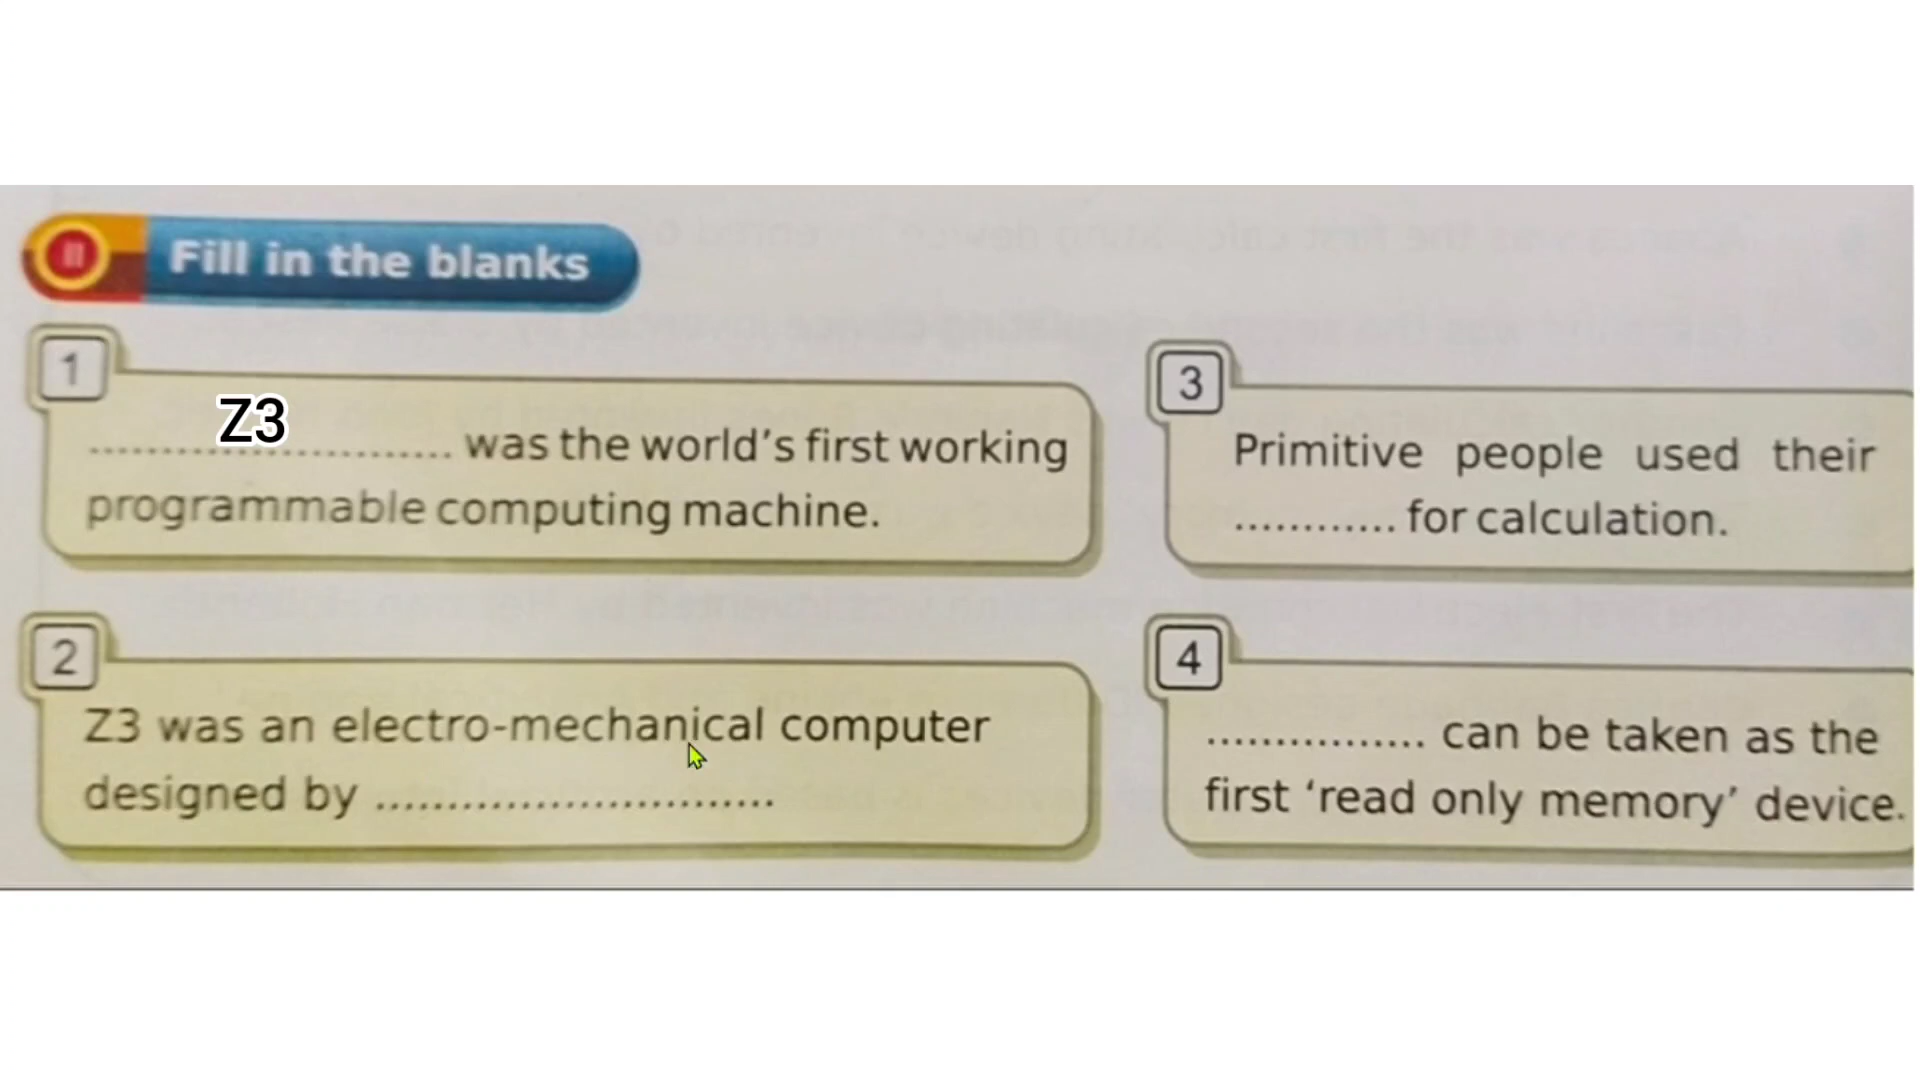 II Fill in the blanks
1
Z3
............................ was the world’s first working
programmable computing machine.
2
Z3 was an electro-mechanical computer
designed by ............................
3
Primitive people used their
............ for calculation.
4
................ can be taken as the
first ‘read only memory’ device.